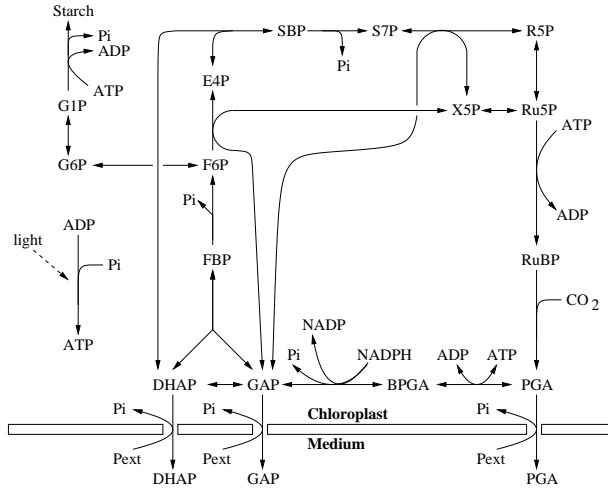 Starch
SBP
S7P
R5P
Pi
ADP
Pi
E4P
ATP
G1P
X5P
Ru5P
ATP
G6P
F6P
Pi
ADP
ADP
light
Pi
FBP
RuBP
CO 2
NADP
ATP
Pi
NADPH
ADP
ATP
DHAP
GAP
BPGA
PGA
Pi
Pi
Chloroplast
Pi
Medium
Pext
Pext
Pext
DHAP
GAP
PGA